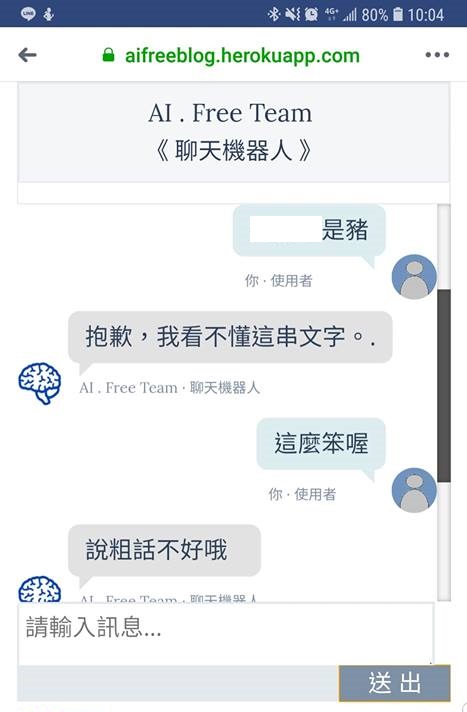 LINE 4G+ 80% 10:04
aifreeblog.herokuapp.com
AI . Free Team
《 聊天機器人 》
是豬
你 · 使用者
抱歉，我看不懂這串文字。.
AI . Free Team · 聊天機器人
這麼笨喔
你 · 使用者
說粗話不好哦
AI . Free Team · 聊天機器人
請輸入訊息...
送出